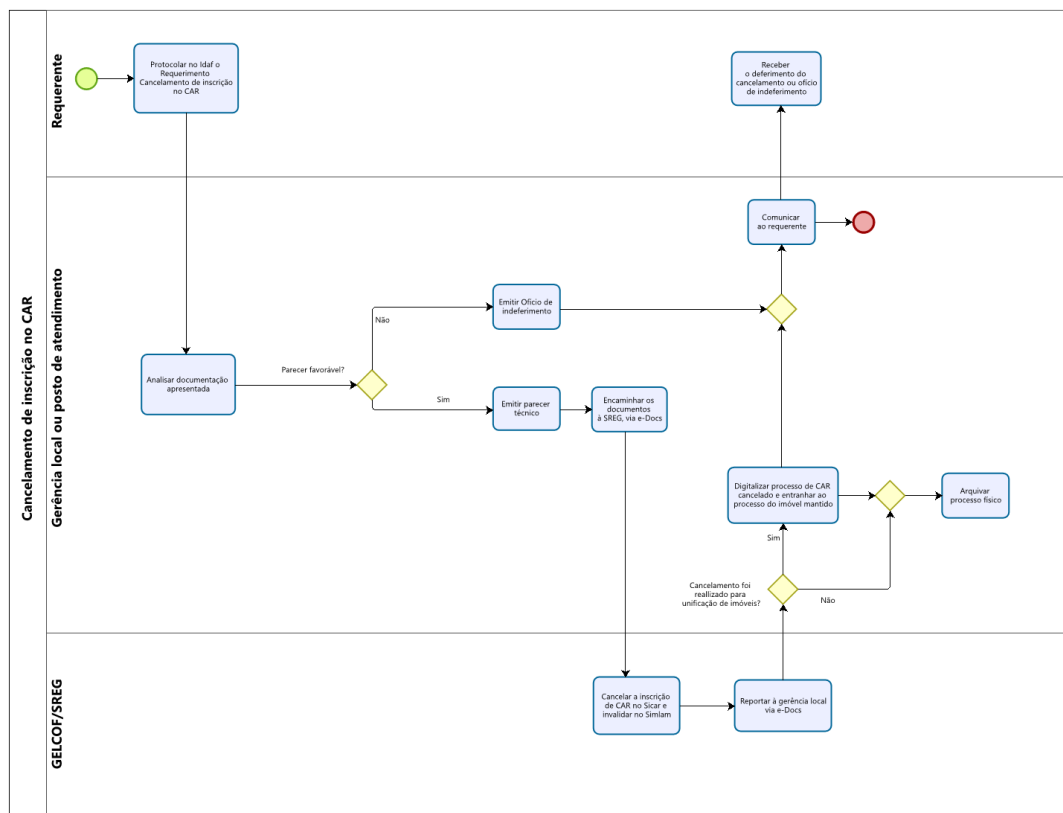 Cancelamento de inscrição no CAR
Requerente
Protocolar no Idaf o
Requerimento
Cancelamento de inscrição
no CAR
Receber
o deferimento do
cancelamento ou ofício
de indeferimento
Gerência local ou posto de atendimento
Comunicar
ao requerente
Emitir Ofício de
indeferimento
Não
Analisar documentação
apresentada
Parecer favorável?
Sim
Emitir parecer
técnico
Encaminhar os
documentos
à SREG, via e-Docs
Digitalizar processo de CAR
cancelado e entranhar ao
processo do imóvel mantido
Arquivar
processo físico
Sim
Cancelamento foi
reallizado para
unificação de imóveis?
Não
GELCOF/SREG
Cancelar a inscrição
de CAR no Sicar e
invalidar no Simlam
Reportar à gerência local
via e-Docs